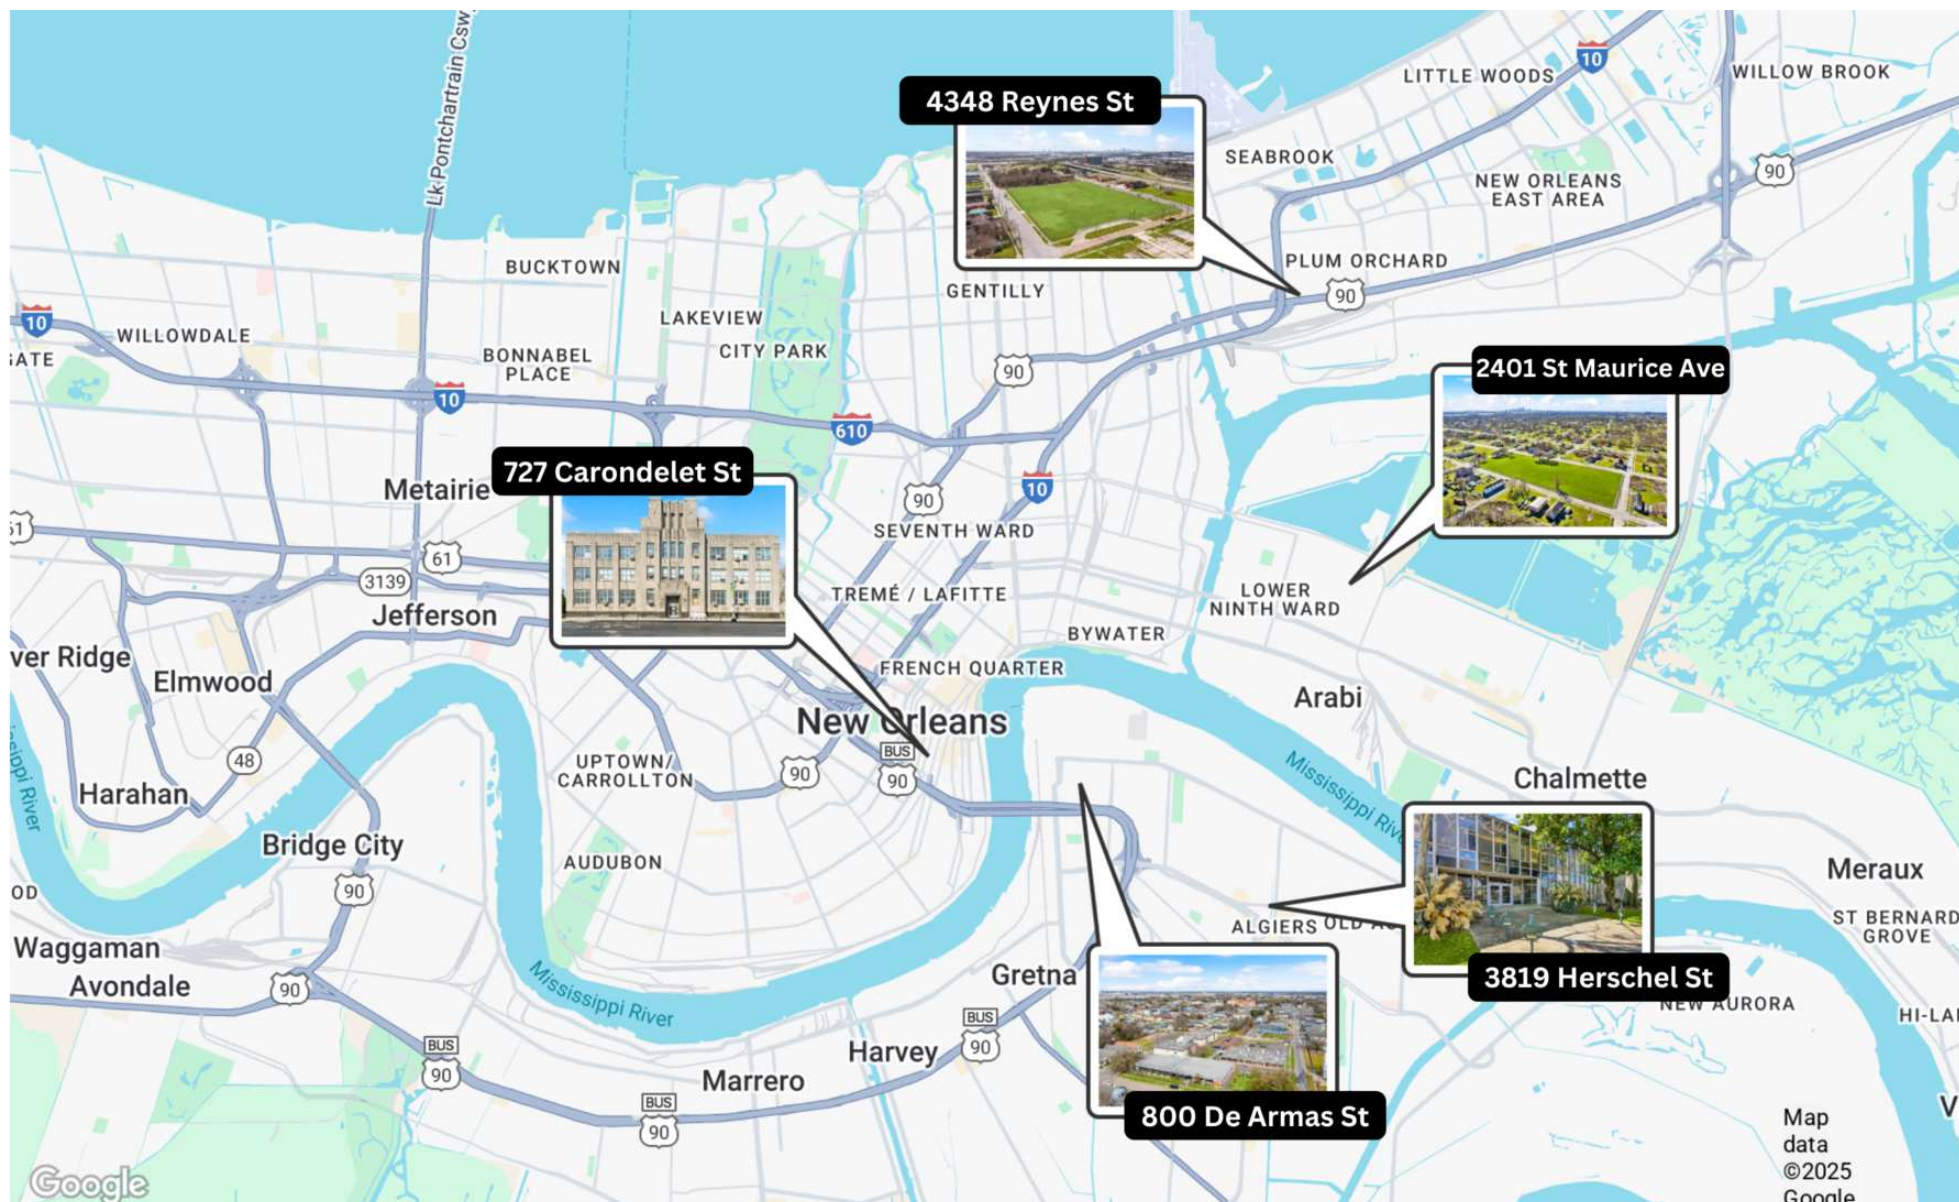 Lk Pontchartrain Csw
10
LITTLE WOODS
WILLOW BROOK
4348 Reynes St
SEABROOK
90
NEW ORLEANS
EAST AREA
BUCKTOWN
PLUM ORCHARD
GENTILLY
90
10
WILLOWDALE
LAKEVIEW
CITY PARK
BONNABEL
PLACE
90
2401 St Maurice Ave
10
610
727 Carondelet St
Metairie
90
10
61
SEVENTH WARD
61
3139
TREMÉ / LAFITTE
LOWER
NINTH WARD
Jefferson
BYWATER
ver Ridge
FRENCH QUARTER
Elmwood
Arabi
New Orleans
BUS
90
48
UPTOWN/
CARROLLTON
90
Mississippi River
Chalmette
Harahan
Bridge City
AUDUBON
Meraux
90
OD
ALGIERS
ST BERNARD
GROVE
Waggaman
Avondale
90
Mississippi River
Gretna
3819 Herschel St
NEW AURORA
BUS
90
Harvey
BUS
90
Marrero
BUS
90
800 De Armas St
Map
data
©2025
Google
Google